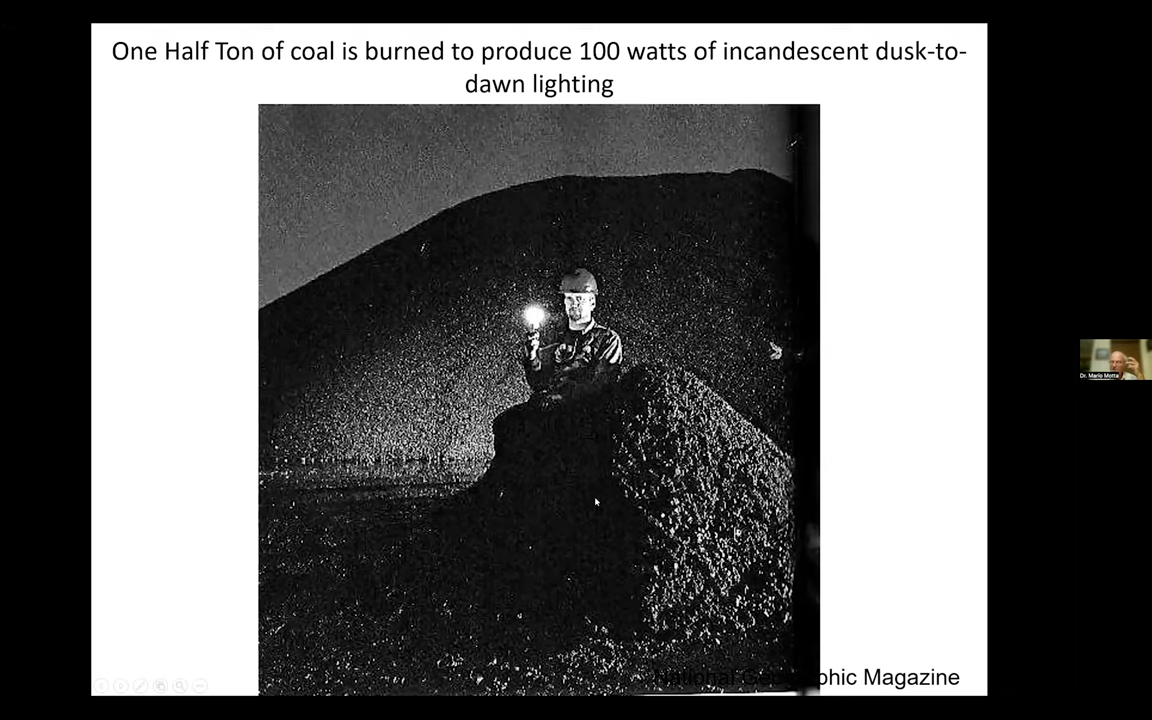 One Half Ton of coal is burned to produce 100 watts of incandescent dusk-to-
dawn lighting
Dr. Mario Motta
National Geographic Magazine